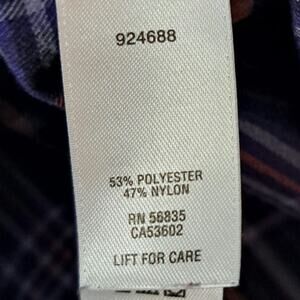 924688
53% POLYESTER
47% NYLON
RN 56835
CA53602
LIFT FOR CARE